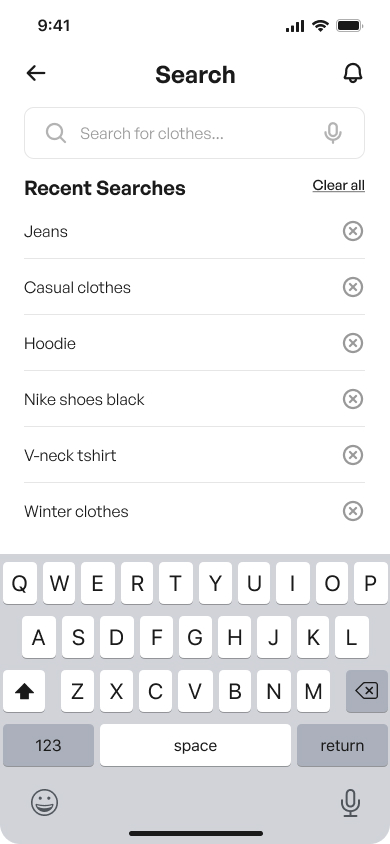 9:41
Search
Search for clothes...
Recent Searches
Clear all
Jeans
Casual clothes
Hoodie
Nike shoes black
V-neck tshirt
Winter clothes
Q W E R T Y U I O P
A S D F G H J K L
Z X C V B N M
123 space return